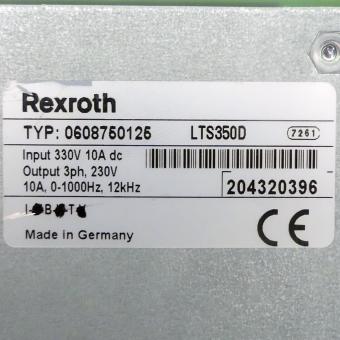 Rexroth
TYP: 0608750125 LTS350D 7261
Input 330V 10A dc
Output 3ph, 230V
10A, 0-1000Hz, 12kHz
204320396
Made in Germany
CE